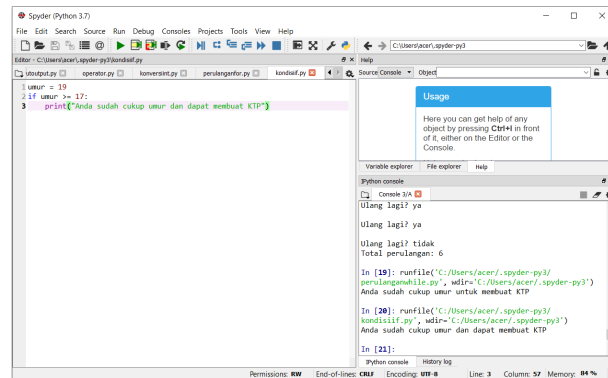 Spyder (Python 3.7)
File Edit Search Source Run Debug Consoles Projects Tools View Help
C:\Users\acer\.spyder-py3
Editor - C:\Users\acer\.spyder-py3\kondisiif.py
Help
utoutput.py operator.py konversiint.py perulanganfor.py kondisiif.py
Source Console Object
1 umur = 19
2 if umur >= 17:
3 print("Anda sudah cukup umur dan dapat membuat KTP")
Usage
Here you can get help of any
object by pressing Ctrl+I in front
of it, either on the Editor or the
Console.
Variable explorer File explorer Help
IPython console
Console 3/A
Ulang lagi? ya
Ulang lagi? ya
Ulang lagi? tidak
Total perulangan: 6
In [19]: runfile('C:/Users/acer/.spyder-py3/
perulanganwhile.py', wdir='C:/Users/acer/.spyder-py3')
Anda sudah cukup umur untuk membuat KTP
In [20]: runfile('C:/Users/acer/.spyder-py3/
kondisiif.py', wdir='C:/Users/acer/.spyder-py3')
Anda sudah cukup umur dan dapat membuat KTP
In [21]:
IPython console History log
Permissions: RW End-of-lines: CRLF Encoding: UTF-8 Line: 3 Column: 57 Memory: 84 %